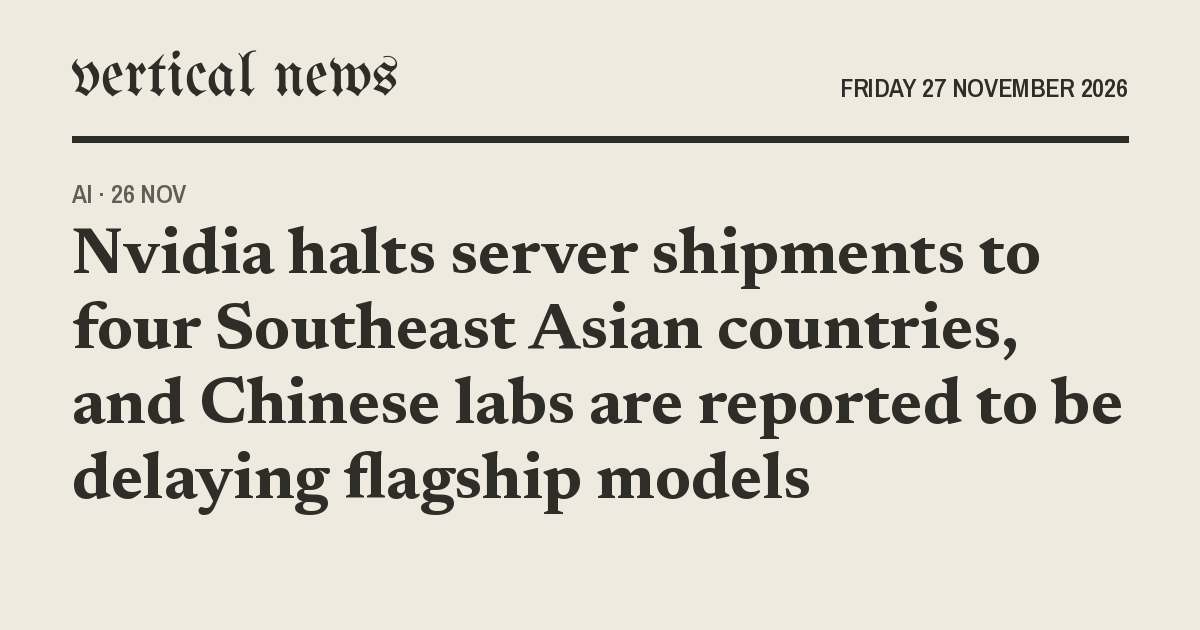 vertical news
FRIDAY 27 NOVEMBER 2026
AI · 26 NOV
Nvidia halts server shipments to
four Southeast Asian countries,
and Chinese labs are reported to be
delaying flagship models